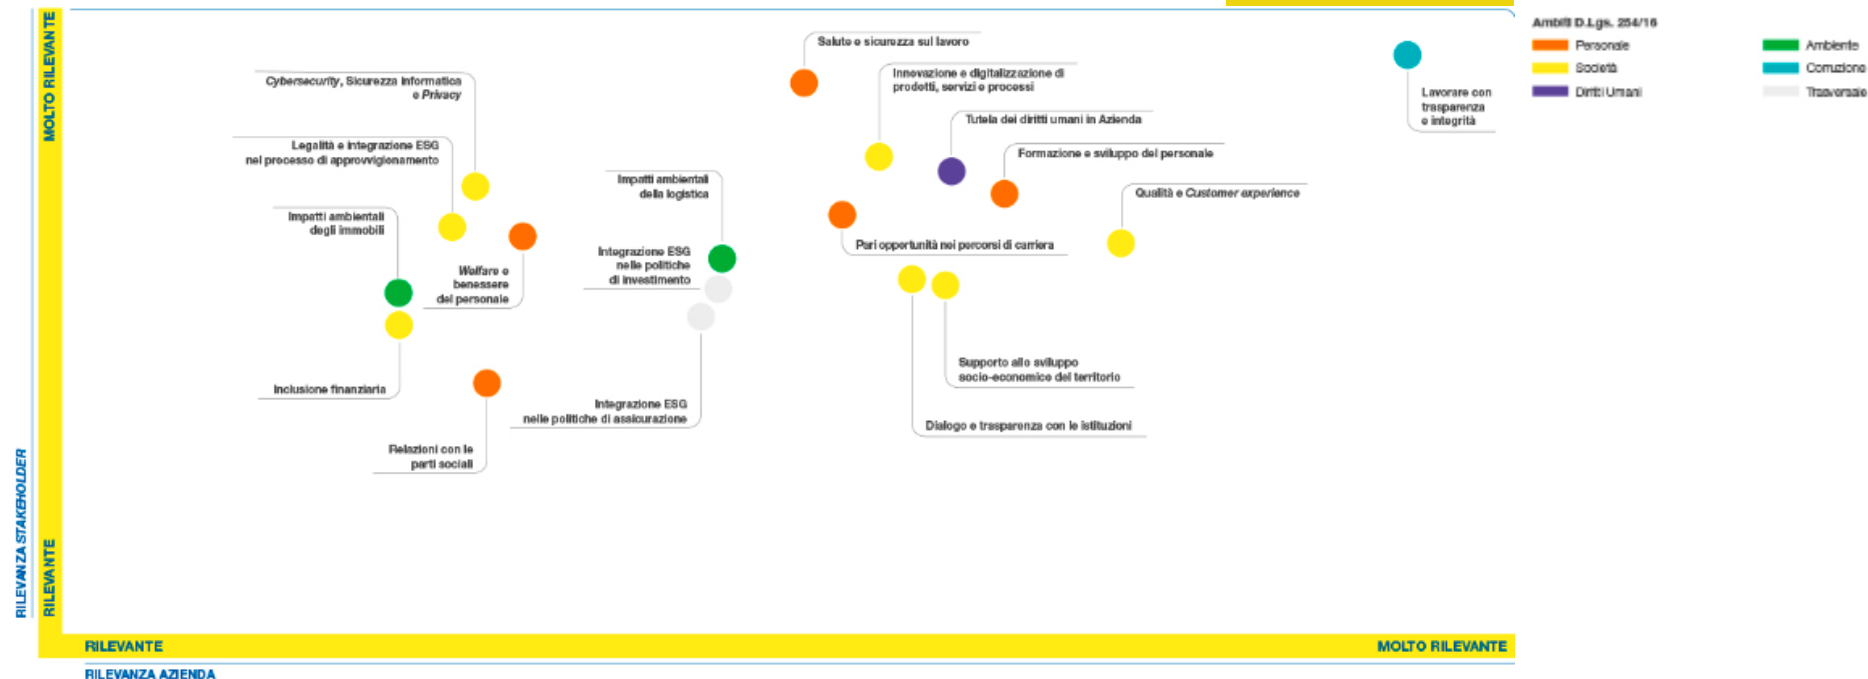 MOLTO RILEVANTE
RILEVANTE
RILEVANZA STAKEHOLDER
Cybersecurity, Sicurezza informatica
e Privacy
Legalità e integrazione ESG
nel processo di approvvigionamento
Impatti ambientali
degli immobili
Welfare e
benessere
del personale
Inclusione finanziaria
Relazioni con le
parti sociali
Impatti ambientali
della logistica
Integrazione ESG
nelle politiche
di investimento
Integrazione ESG
nelle politiche di assicurazione
Salute e sicurezza sul lavoro
Innovazione e digitalizzazione di
prodotti, servizi e processi
Tutela dei diritti umani in Azienda
Formazione e sviluppo del personale
Qualità e Customer experience
Pari opportunità nei percorsi di carriera
Supporto allo sviluppo
socio-economico del territorio
Dialogo e trasparenza con le istituzioni
Lavorare con
trasparenza
e integrità
Ambiti D.Lgs. 254/16
Personale
Ambiente
Società
Corruzione
Diritti Umani
Trasversale
RILEVANTE
MOLTO RILEVANTE
RILEVANZA AZIENDA